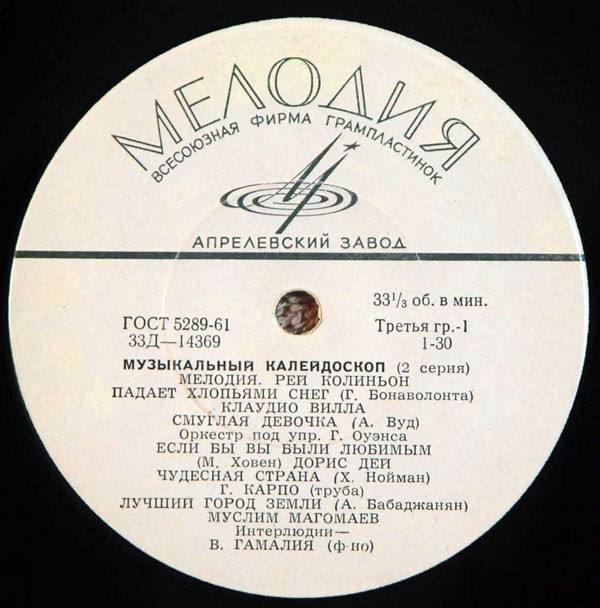 МЕЛОДИЯ
ВСЕСОЮЗНАЯ ФИРМА ГРАМПЛАСТИНОК
АПРЕЛЕВСКИЙ ЗАВОД
33⅓ об. в мин.
ГОСТ 5289-61 Третья гр.-1
33Д—14369 1-30
МУЗЫКАЛЬНЫЙ КАЛЕЙДОСКОП (2 серия)
МЕЛОДИЯ. РЕЙ КОЛИНЬОН
ПАДАЕТ ХЛОПЬЯМИ СНЕГ (Г. Бонаволонта)
КЛАУДИО ВИЛЛА
СМУГЛАЯ ДЕВОЧКА (А. Вуд)
Оркестр под упр. Г. Оуэнса
ЕСЛИ БЫ ВЫ БЫЛИ ЛЮБИМЫМ
(М. Ховен) ДОРИС ДЕЙ
ЧУДЕСНАЯ СТРАНА (Х. Нойман)
Г. КАРПО (труба)
ЛУЧШИЙ ГОРОД ЗЕМЛИ (А. Бабаджанян)
МУСЛИМ МАГОМАЕВ
Интерлюдии—
В. ГАМАЛИЯ (ф-но)